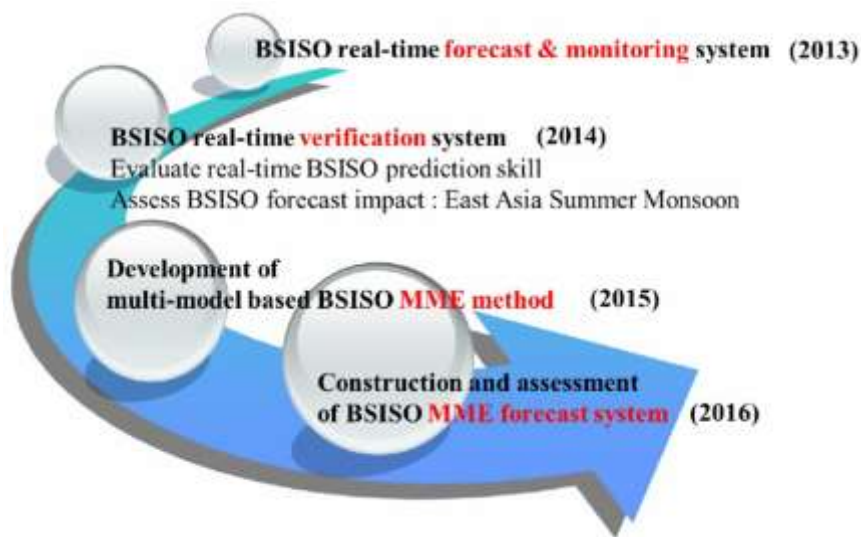 BSISO real-time forecast & monitoring system (2013)
BSISO real-time verification system (2014)
Evaluate real-time BSISO prediction skill
Assess BSISO forecast impact : East Asia Summer Monsoon
Development of
multi-model based BSISO MME method (2015)
Construction and assessment
of BSISO MME forecast system (2016)